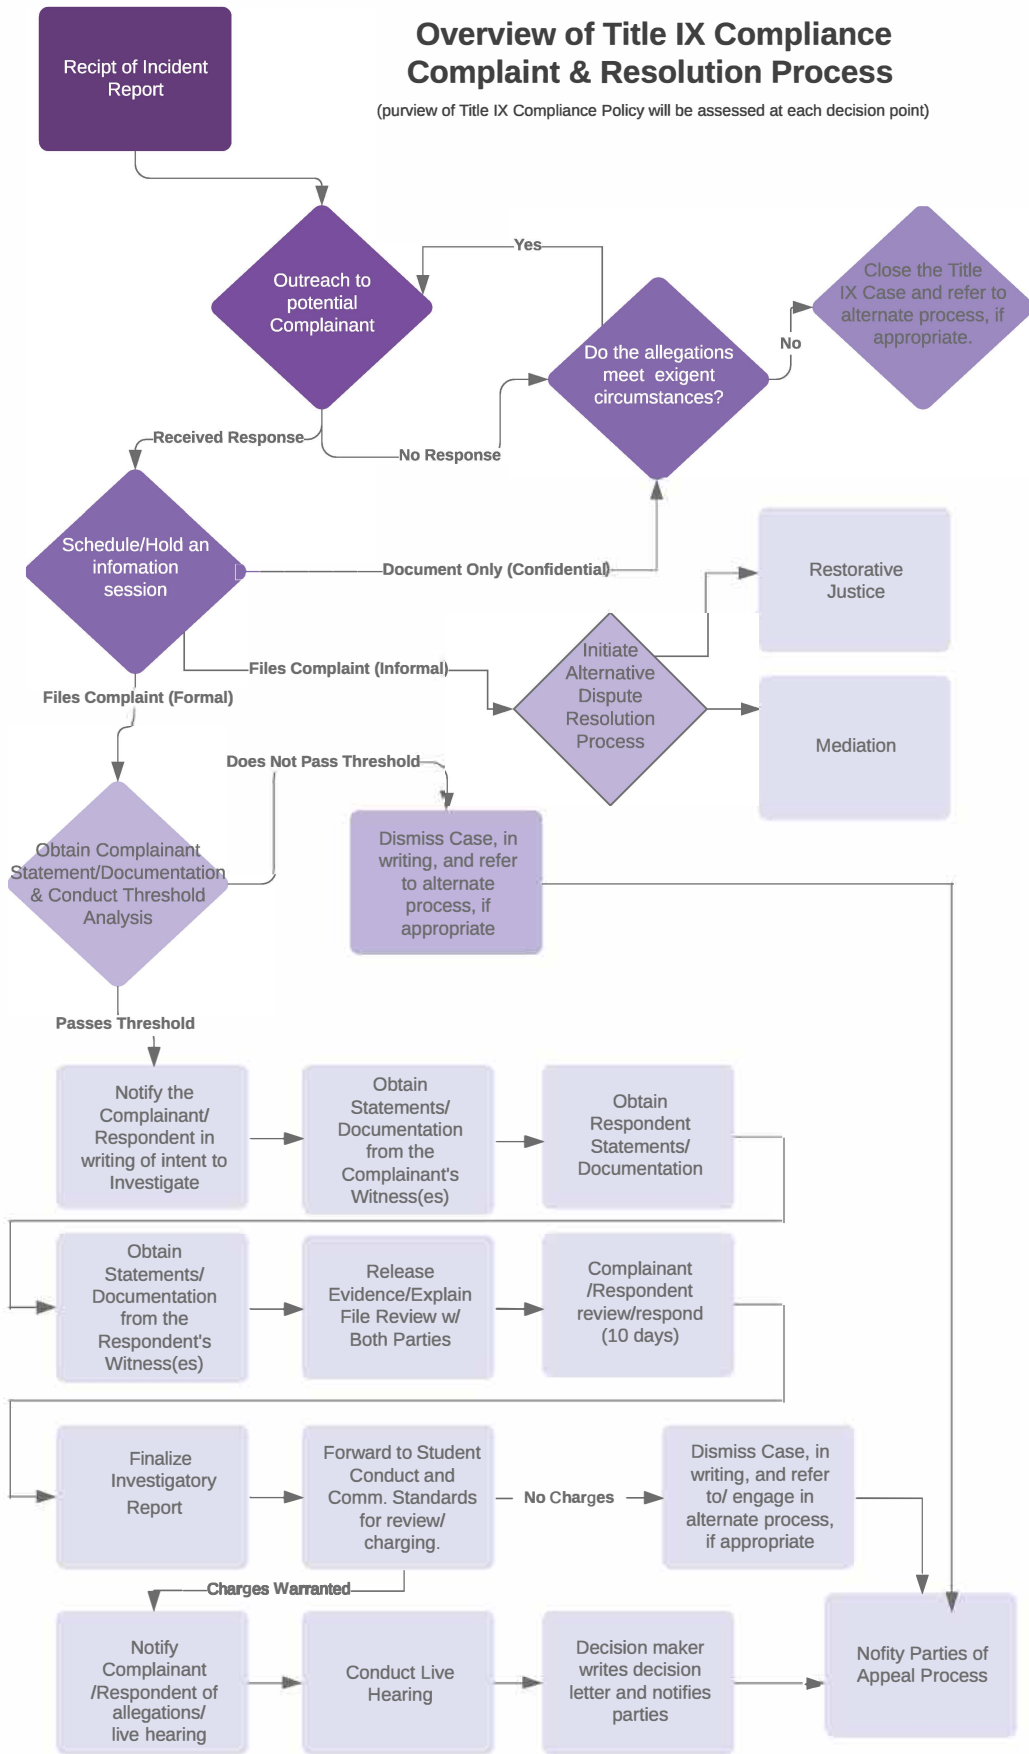 Overview of Title IX Compliance
Complaint & Resolution Process
(purview of Title IX Compliance Policy will be assessed at each decision point)
Recipt of Incident
Report
Outreach to
potential
Complainant
Yes
Do the allegations
meet exigent
circumstances?
No
Close the Title
IX Case and refer to
alternate process, if
appropriate.
Received Response
No Response
Schedule/Hold an
infomation
session
Document Only (Confidential)
Files Complaint (Informal)
Files Complaint (Formal)
Initiate
Alternative
Dispute
Resolution
Process
Restorative
Justice
Mediation
Does Not Pass Threshold
Obtain Complainant
Statement/Documentation
& Conduct Threshold
Analysis
Dismiss Case, in
writing, and refer
to alternate
process, if
appropriate
Passes Threshold
Notify the
Complainant/
Respondent in
writing of intent to
Investigate
Obtain
Statements/
Documentation
from the
Complainant's
Witness(es)
Obtain
Respondent
Statements/
Documentation
Obtain
Statements/
Documentation
from the
Respondent's
Witness(es)
Release
Evidence/Explain
File Review w/
Both Parties
Complainant
/Respondent
review/respond
(10 days)
Finalize
Investigatory
Report
Forward to Student
Conduct and
Comm. Standards
for review/
charging.
No Charges
Dismiss Case, in
writing, and refer
to/ engage in
alternate process,
if appropriate
Charges Warranted
Notify
Complainant
/Respondent of
allegations/
live hearing
Conduct Live
Hearing
Decision maker
writes decision
letter and notifies
parties
Nofity Parties of
Appeal Process